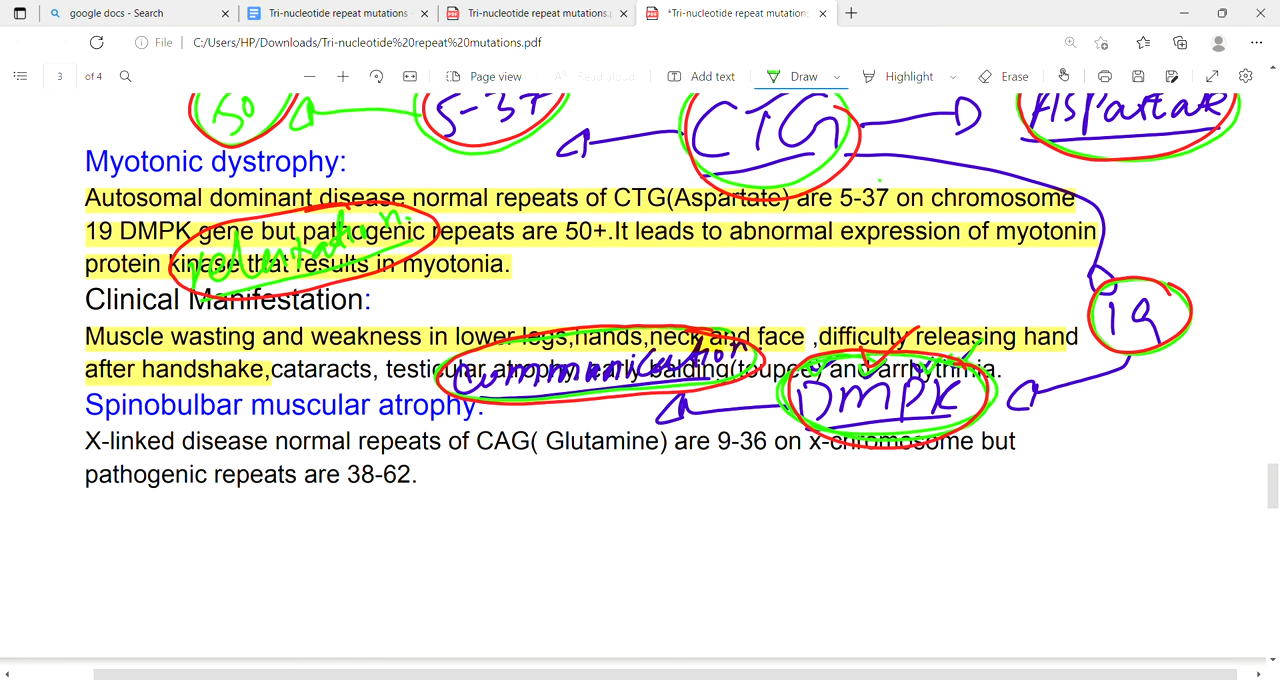 google docs - Search
Tri-nucleotide repeat mutations
Tri-nucleotide repeat mutations.
*Tri-nucleotide repeat mutations
File
C:/Users/HP/Downloads/Tri-nucleotide%20repeat%20mutations.pdf
3 of 4
Page view
Read aloud
Add text
Draw
Highlight
Erase
50
5-37
CTG
Aspartate
Myotonic dystrophy:
Autosomal dominant disease normal repeats of CTG(Aspartate) are 5-37 on chromosome
19 DMPK gene but pathogenic repeats are 50+.It leads to abnormal expression of myotonin
protein kinase that results in myotonia.
Clinical Manifestation:
19
Muscle wasting and weakness in lower legs,hands,neck and face ,difficulty releasing hand
after handshake,cataracts, testicular atrophy, early balding(toupee) and arrhythmia.
communication
DMPK
Spinobulbar muscular atrophy:
X-linked disease normal repeats of CAG( Glutamine) are 9-36 on x-chromosome but
pathogenic repeats are 38-62.